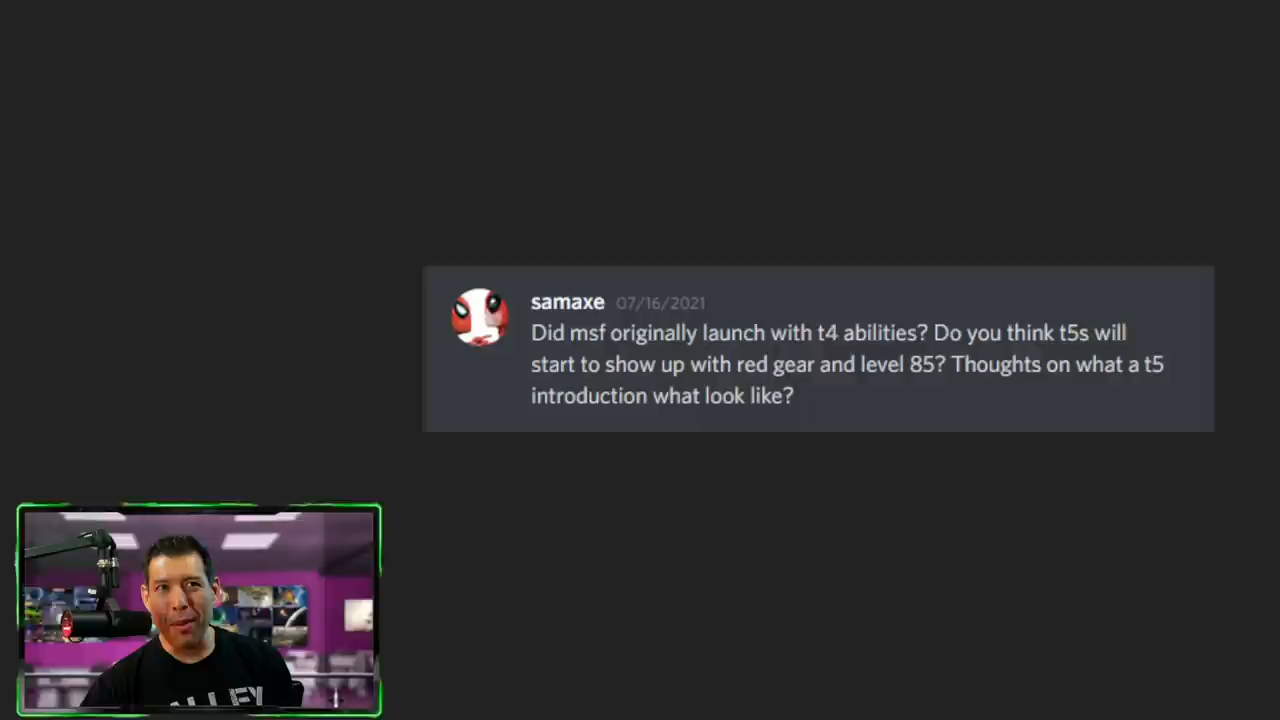 samaxe 07/16/2021
Did msf originally launch with t4 abilities? Do you think t5s will
start to show up with red gear and level 85? Thoughts on what a t5
introduction what look like?
ALLEY